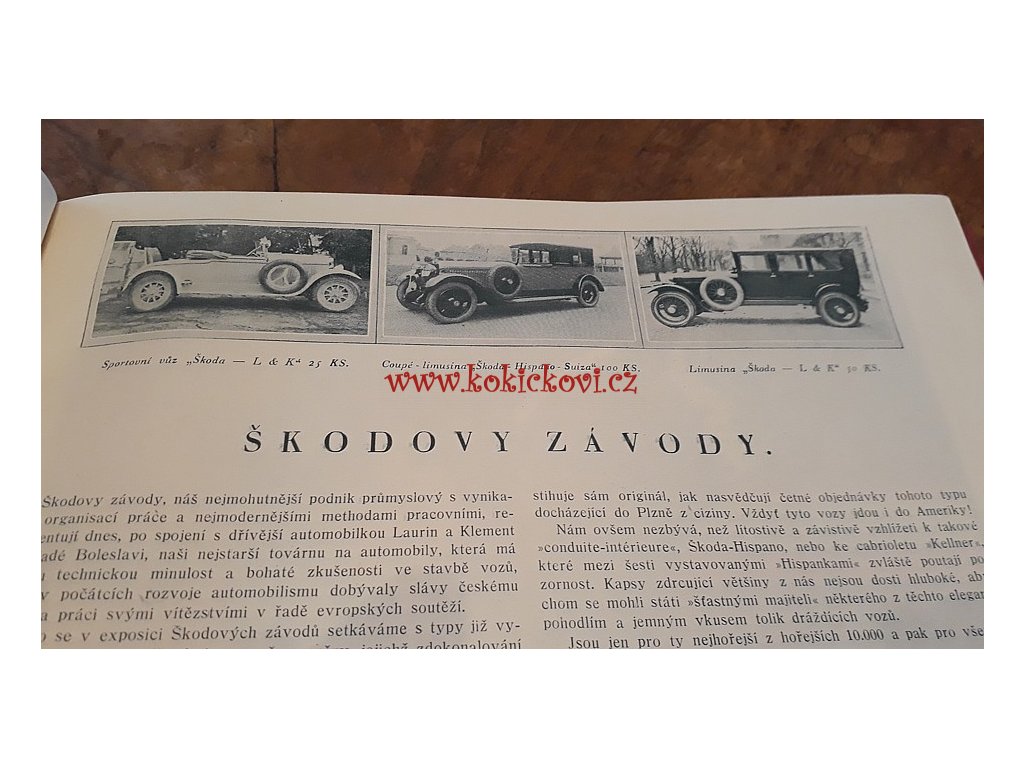 Sportovní vůz „Škoda — L & K“ 25 KS.
Coupé - limusina „Škoda - Hispano - Suiza“ 100 KS.
Limusina „Škoda — L & K“ 50 KS.
www.kokickovi.cz
ŠKODOVY ZÁVODY.
Škodovy závody, náš nejmohutnější podnik průmyslový s vynika-
organisací práče a nejmodernějšími methodami pracovními, re-
entují dnes, po spojení s dřívější automobilkou Laurin a Klement
adé Boleslavi, naši nejstarší továrnu na automobily, která má
u technickou minulost a bohaté zkušenosti ve stavbě vozů,
v počátcích rozvoje automobilismu dobývaly slávy českému
a práci svými vítězstvími v řadě evropských soutěží.
o se v exposici Škodových závodů setkáváme s typy již vy-
jejichž zdokonalování
stihuje sám originál, jak nasvědčují četné objednávky tohoto typu
docházející do Plzně z ciziny. Vždyť tyto vozy jdou i do Ameriky!
Nám ovšem nezbývá, než lítostivě a závistivě vzhlížeti k takové
»conduite-intérieure«, Škoda-Hispano, nebo ke cabrioletu »Kellner«,
které mezi šesti vystavovanými »Hispankami« zvláště poutají po
zornost. Kapsy zdrcující většiny z nás nejsou dosti hluboké, aby
chom se mohli státi »šťastnými majiteli« některého z těchto elegan
pohodlím a jemným vkusem tolik dráždících vozů.
Jsou jen pro ty nejhořejší z hořejších 10.000 a pak pro vše